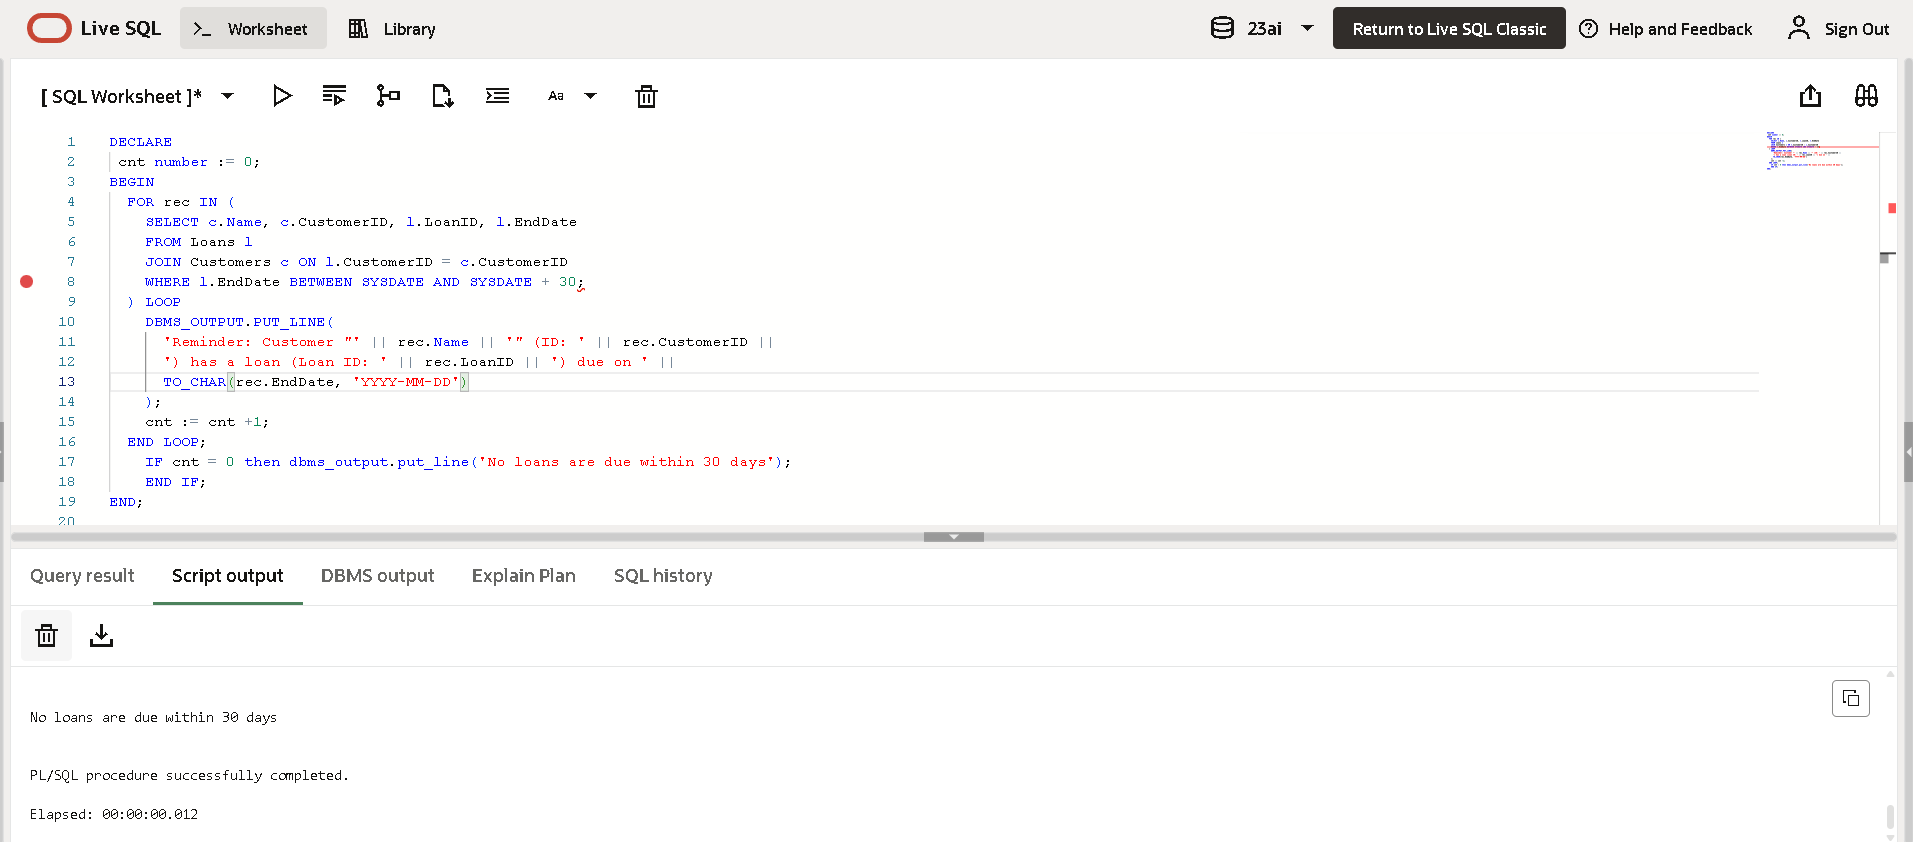 Live SQL
Worksheet
Library
23ai
Return to Live SQL Classic
Help and Feedback
Sign Out
[ SQL Worksheet ]*
Aa
1 DECLARE
2 cnt number := 0;
3 BEGIN
4 FOR rec IN (
5 SELECT c.Name, c.CustomerID, l.LoanID, l.EndDate
6 FROM Loans l
7 JOIN Customers c ON l.CustomerID = c.CustomerID
8 WHERE l.EndDate BETWEEN SYSDATE AND SYSDATE + 30;
9 ) LOOP
10 DBMS_OUTPUT.PUT_LINE(
11 'Reminder: Customer "' || rec.Name || '" (ID: ' || rec.CustomerID ||
12 ') has a loan (Loan ID: ' || rec.LoanID || ') due on ' ||
13 TO_CHAR(rec.EndDate, 'YYYY-MM-DD')
14 );
15 cnt := cnt +1;
16 END LOOP;
17 IF cnt = 0 then dbms_output.put_line('No loans are due within 30 days');
18 END IF;
19 END;
20
Query result
Script output
DBMS output
Explain Plan
SQL history
No loans are due within 30 days
PL/SQL procedure successfully completed.
Elapsed: 00:00:00.012